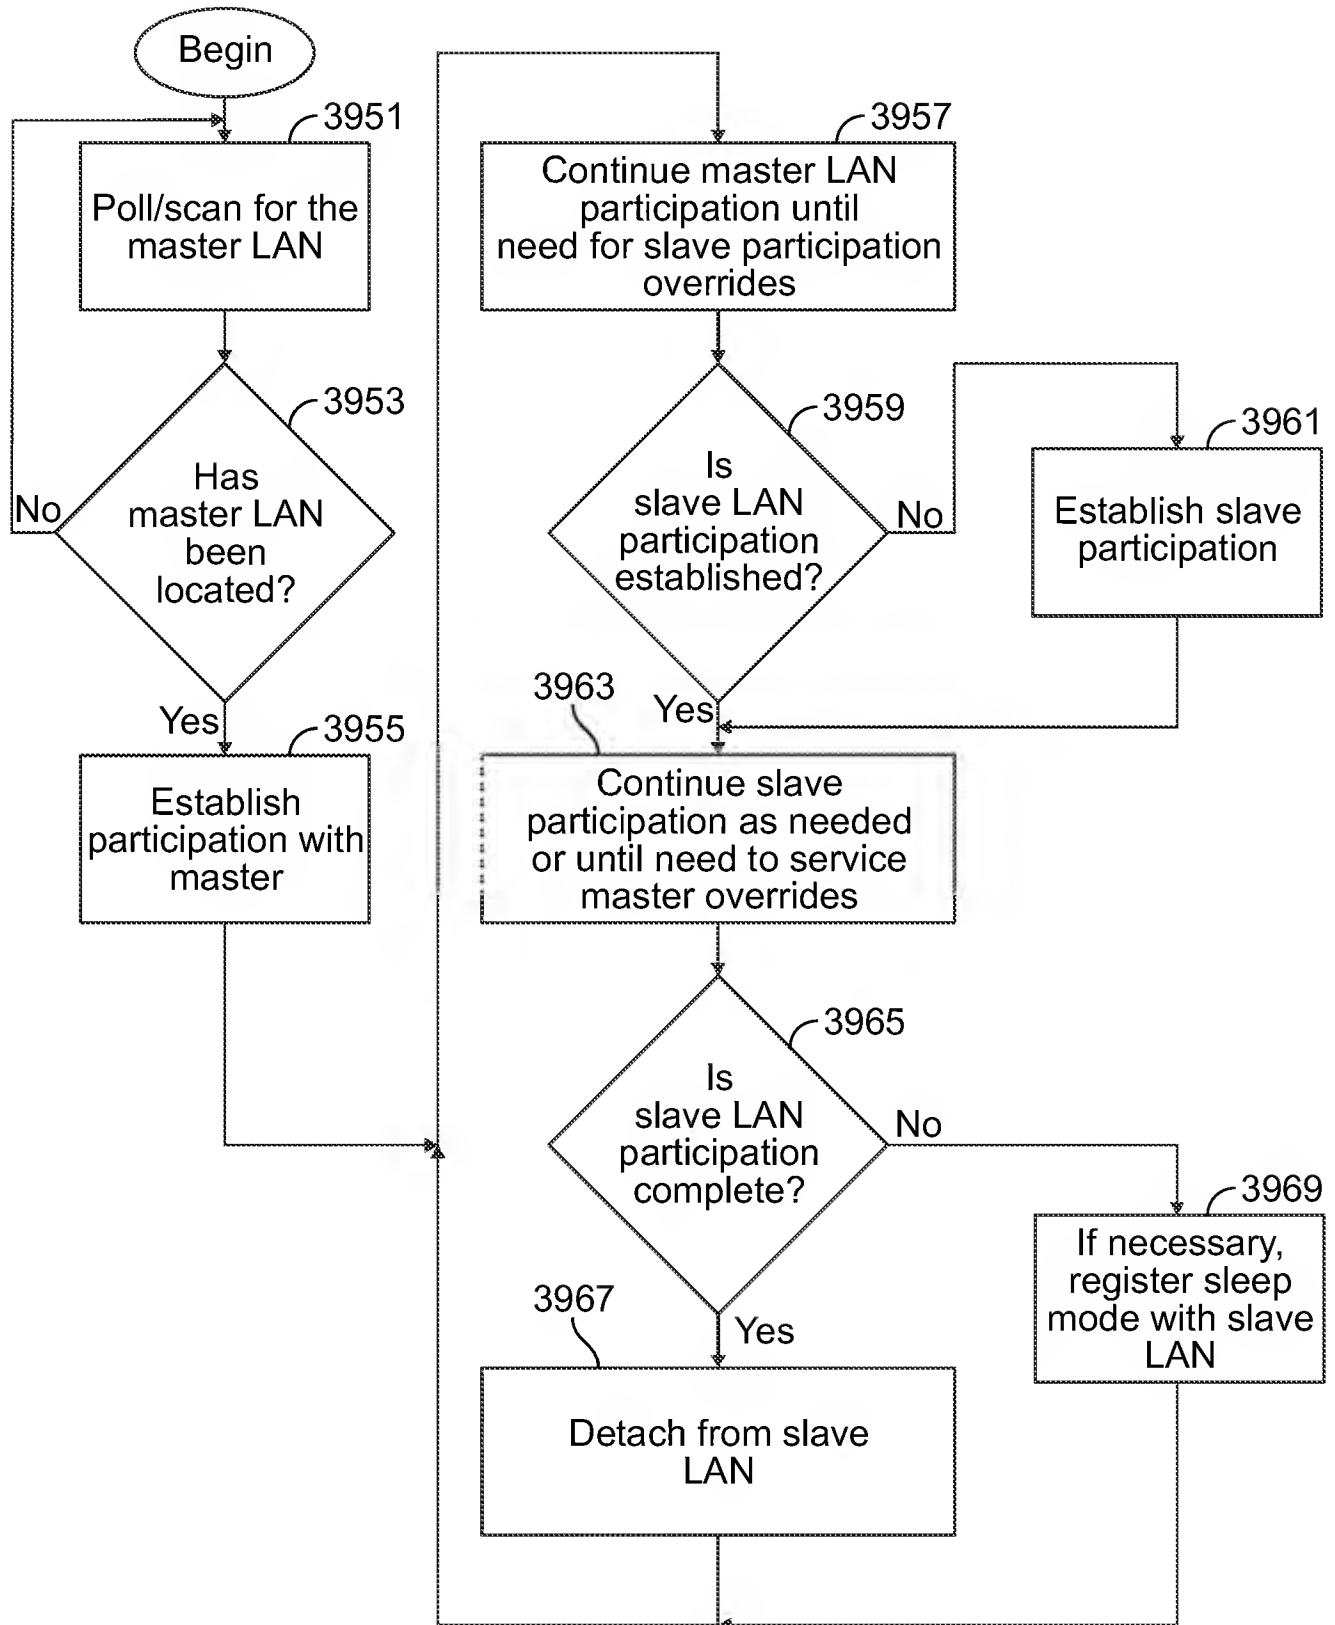 Begin
3951
Poll/scan for the
master LAN
3953
Has
master LAN
been
located?
No
Yes
3955
Establish
participation with
master
3957
Continue master LAN
participation until
need for slave participation
overrides
3959
Is
slave LAN
participation
established?
No
3961
Establish slave
participation
Yes
3963
Continue slave
participation as needed
or until need to service
master overrides
3965
Is
slave LAN
participation
complete?
No
3969
If necessary,
register sleep
mode with slave
LAN
Yes
3967
Detach from slave
LAN